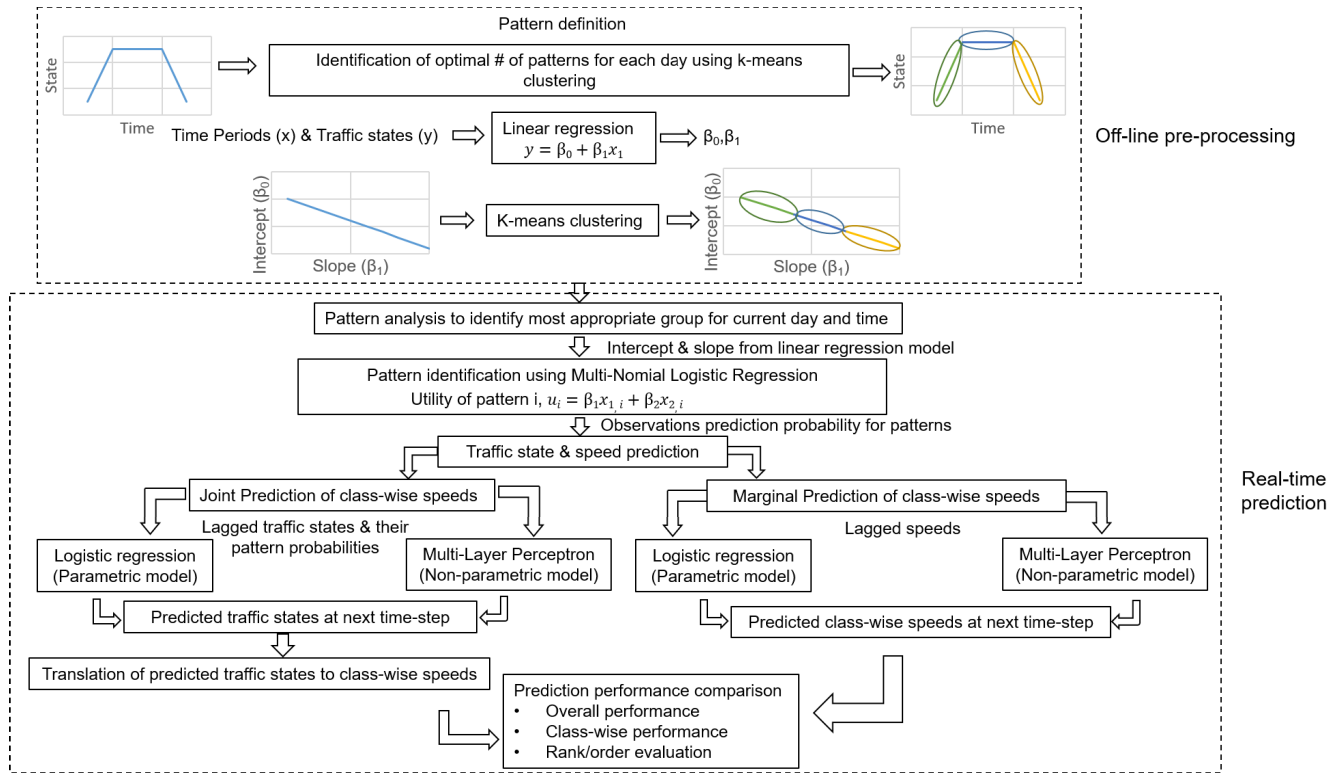 Pattern definition
State
Time
Identification of optimal # of patterns for each day using k-means
clustering
State
Time
Time Periods (x) & Traffic states (y)
Linear regression
y = β₀ + β₁x₁
β₀,β₁
Off-line pre-processing
Intercept (β₀)
Slope (β₁)
K-means clustering
Intercept (β₀)
Slope (β₁)
Pattern analysis to identify most appropriate group for current day and time
Intercept & slope from linear regression model
Pattern identification using Multi-Nomial Logistic Regression
Utility of pattern i, uᵢ = β₁x₁,ᵢ + β₂x₂,ᵢ
Observations prediction probability for patterns
Traffic state & speed prediction
Real-time
prediction
Joint Prediction of class-wise speeds
Lagged traffic states & their
pattern probabilities
Logistic regression
(Parametric model)
Multi-Layer Perceptron
(Non-parametric model)
Predicted traffic states at next time-step
Translation of predicted traffic states to class-wise speeds
Marginal Prediction of class-wise speeds
Lagged speeds
Logistic regression
(Parametric model)
Multi-Layer Perceptron
(Non-parametric model)
Predicted class-wise speeds at next time-step
Prediction performance comparison
• Overall performance
• Class-wise performance
• Rank/order evaluation